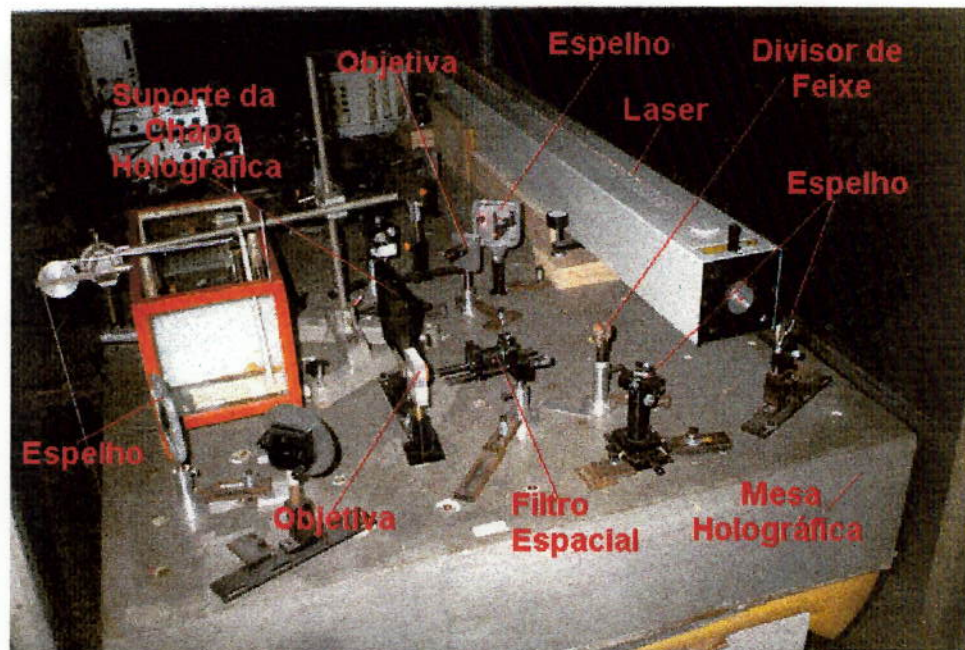 Objetiva
Espelho
Divisor de
Feixe
Suporte da
Chapa
Holográfica
Laser
Espelho
Espelho
Objetiva
Filtro
Espacial
Mesa
Holográfica